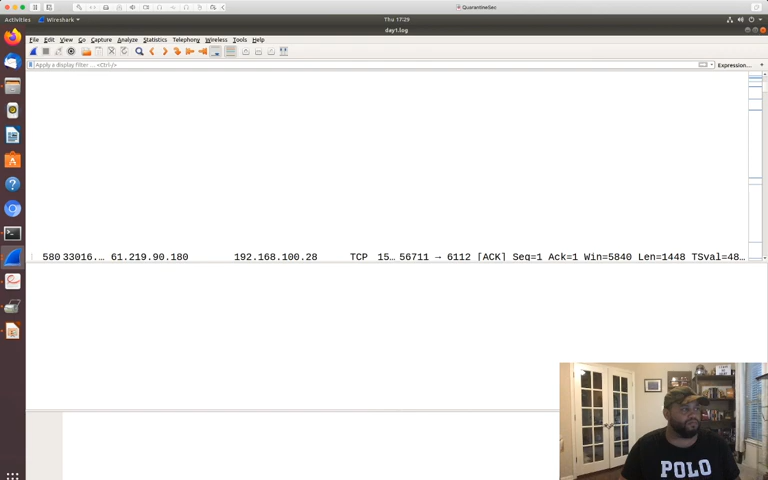 QuarantineSec
Activities Wireshark Thu 17:29
day1.log
File Edit View Go Capture Analyze Statistics Telephony Wireless Tools Help
Apply a display filter ... <Ctrl-/> Expression... +
580 33016.… 61.219.90.180 192.168.100.28 TCP 15… 56711 → 6112 [ACK] Seq=1 Ack=1 Win=5840 Len=1448 TSval=48…
POLO